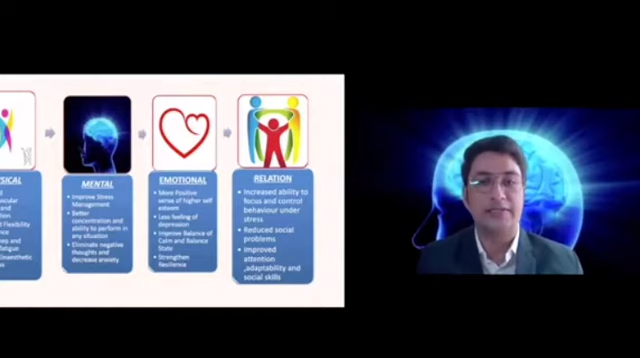 YSICAL
xibility
MENTAL
• Improve Stress
Management
• Better
concentration and
ability to perform in
any situation
• Eliminate negative
thoughts and
decrease anxiety
EMOTIONAL
• More Positive
sense of higher self
esteem
• Less feeling of
depression
• Improve Balance of
Calm and Balance
State
• Strengthen
Resilience
RELATION
• Increased ability to
focus and control
behaviour under
stress
• Reduced social
problems
• Improved
attention
,adaptability and
social skills